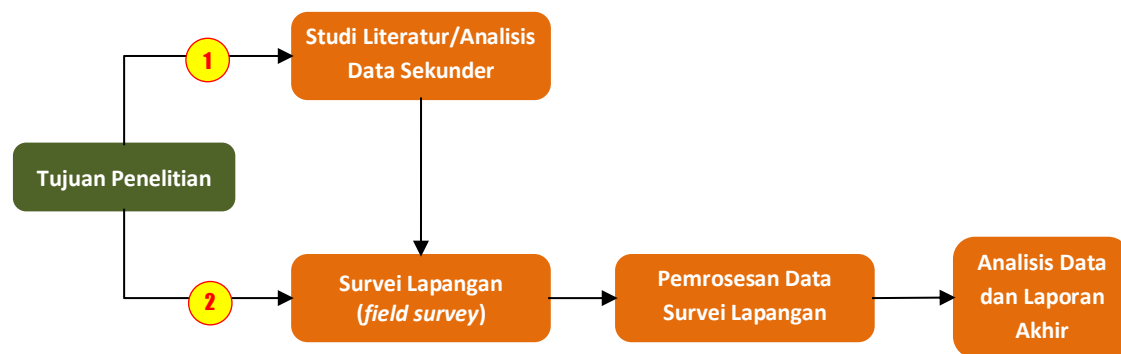 1
Studi Literatur/Analisis
Data Sekunder
Tujuan Penelitian
2
Survei Lapangan
(field survey)
Pemrosesan Data
Survei Lapangan
Analisis Data
dan Laporan
Akhir